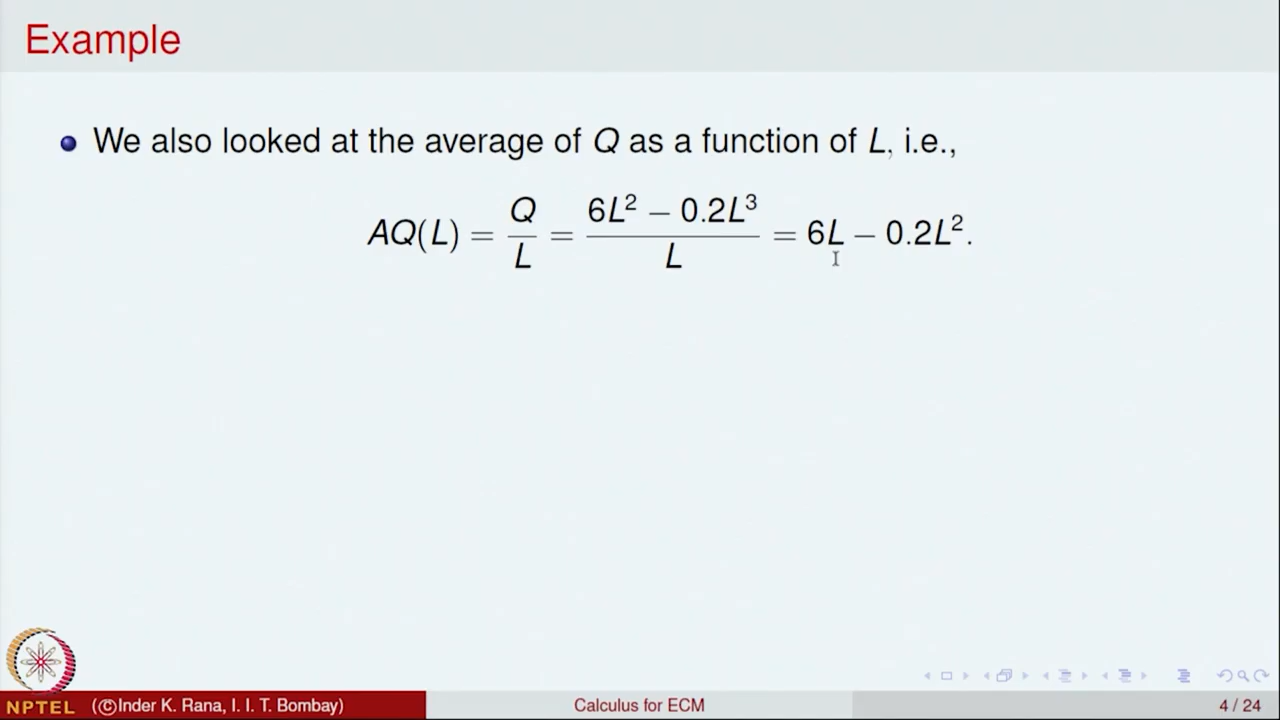 Example
We also looked at the average of Q as a function of L, i.e.,
AQ(L) = Q/L = (6L² − 0.2L³)/L = 6L − 0.2L².
NPTEL (©Inder K. Rana, I. I. T. Bombay) Calculus for ECM 4 / 24